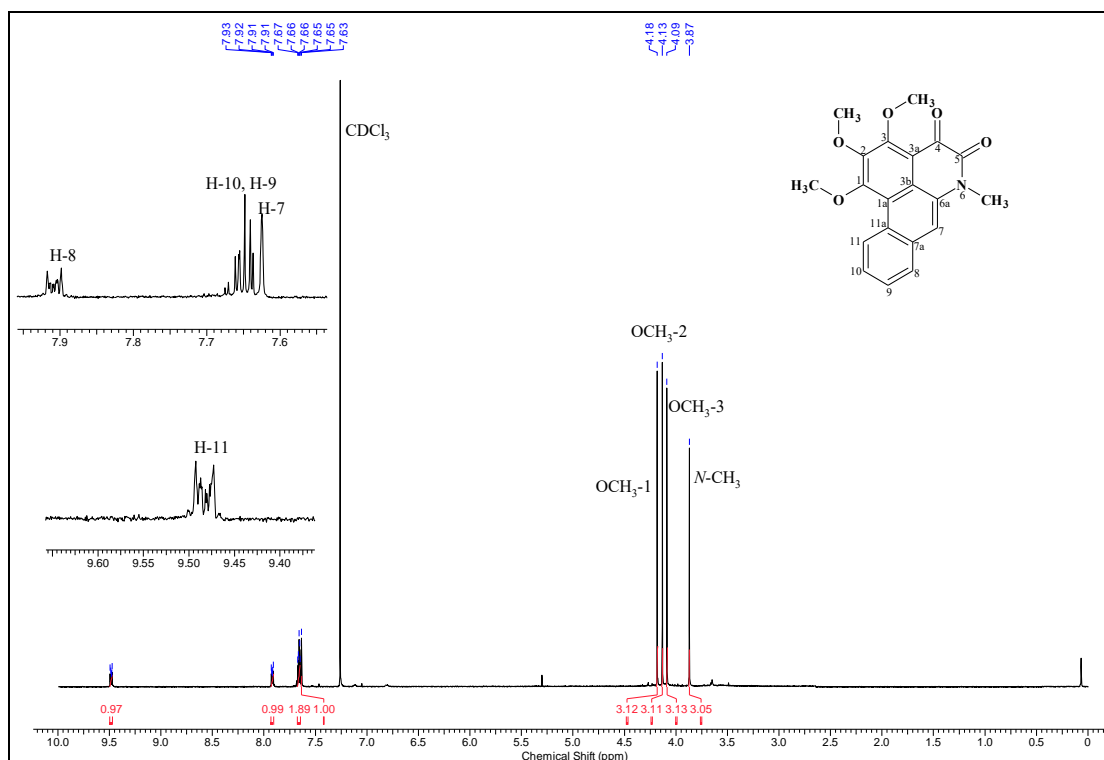 7.93 7.92 7.91 7.91 7.67 7.66 7.66 7.65 7.65 7.63
4.18 4.13 4.09 3.87
CDCl3
H-10, H-9
H-7
H-8
7.9 7.8 7.7 7.6
H-11
9.60 9.55 9.50 9.45 9.40
CH3 CH3 O O
O 3 3a 4 O
2 5
H3C O 1 3b N 6 CH3
1a 6a
11a 7
11 7a
10 8
9
OCH3-2
OCH3-3
OCH3-1
N-CH3
0.97 0.99 1.89 1.00 3.12 3.11 3.13 3.05
10.0 9.5 9.0 8.5 8.0 7.5 7.0 6.5 6.0 5.5 5.0 4.5 4.0 3.5 3.0 2.5 2.0 1.5 1.0 0.5 0
Chemical Shift (ppm)